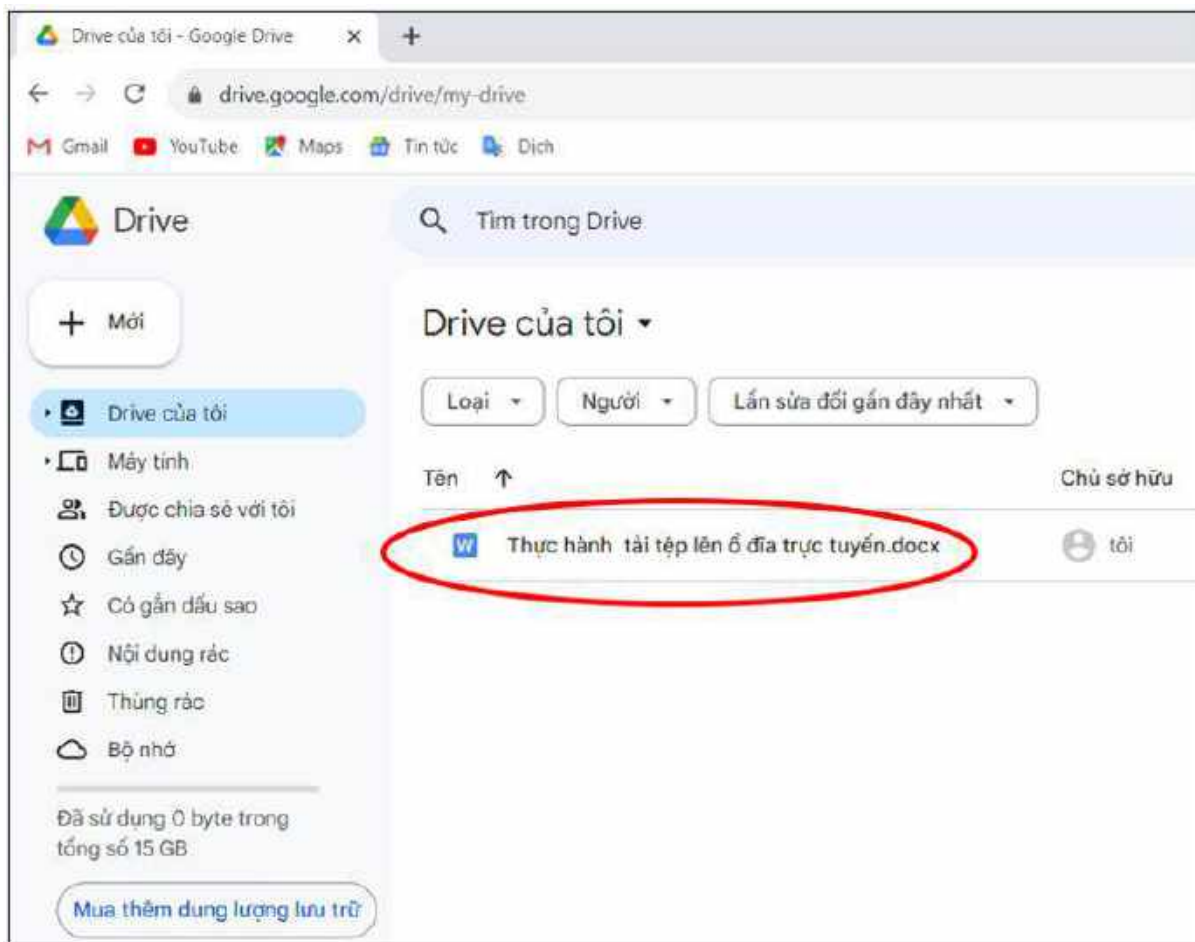 Drive của tôi - Google Drive
drive.google.com/drive/my-drive
Gmail YouTube Maps Tin tức Dịch
Drive
Tìm trong Drive
Mới
Drive của tôi
Loại Người Lần sửa đổi gần đây nhất
Drive của tôi
Máy tính
Được chia sẻ với tôi
Gần đây
Có gắn dấu sao
Nội dung rác
Thùng rác
Bộ nhớ
Tên Chủ sở hữu
W Thực hành tải tệp lên ổ đĩa trực tuyến.docx tôi
Đã sử dụng 0 byte trong
tổng số 15 GB
Mua thêm dung lượng lưu trữ